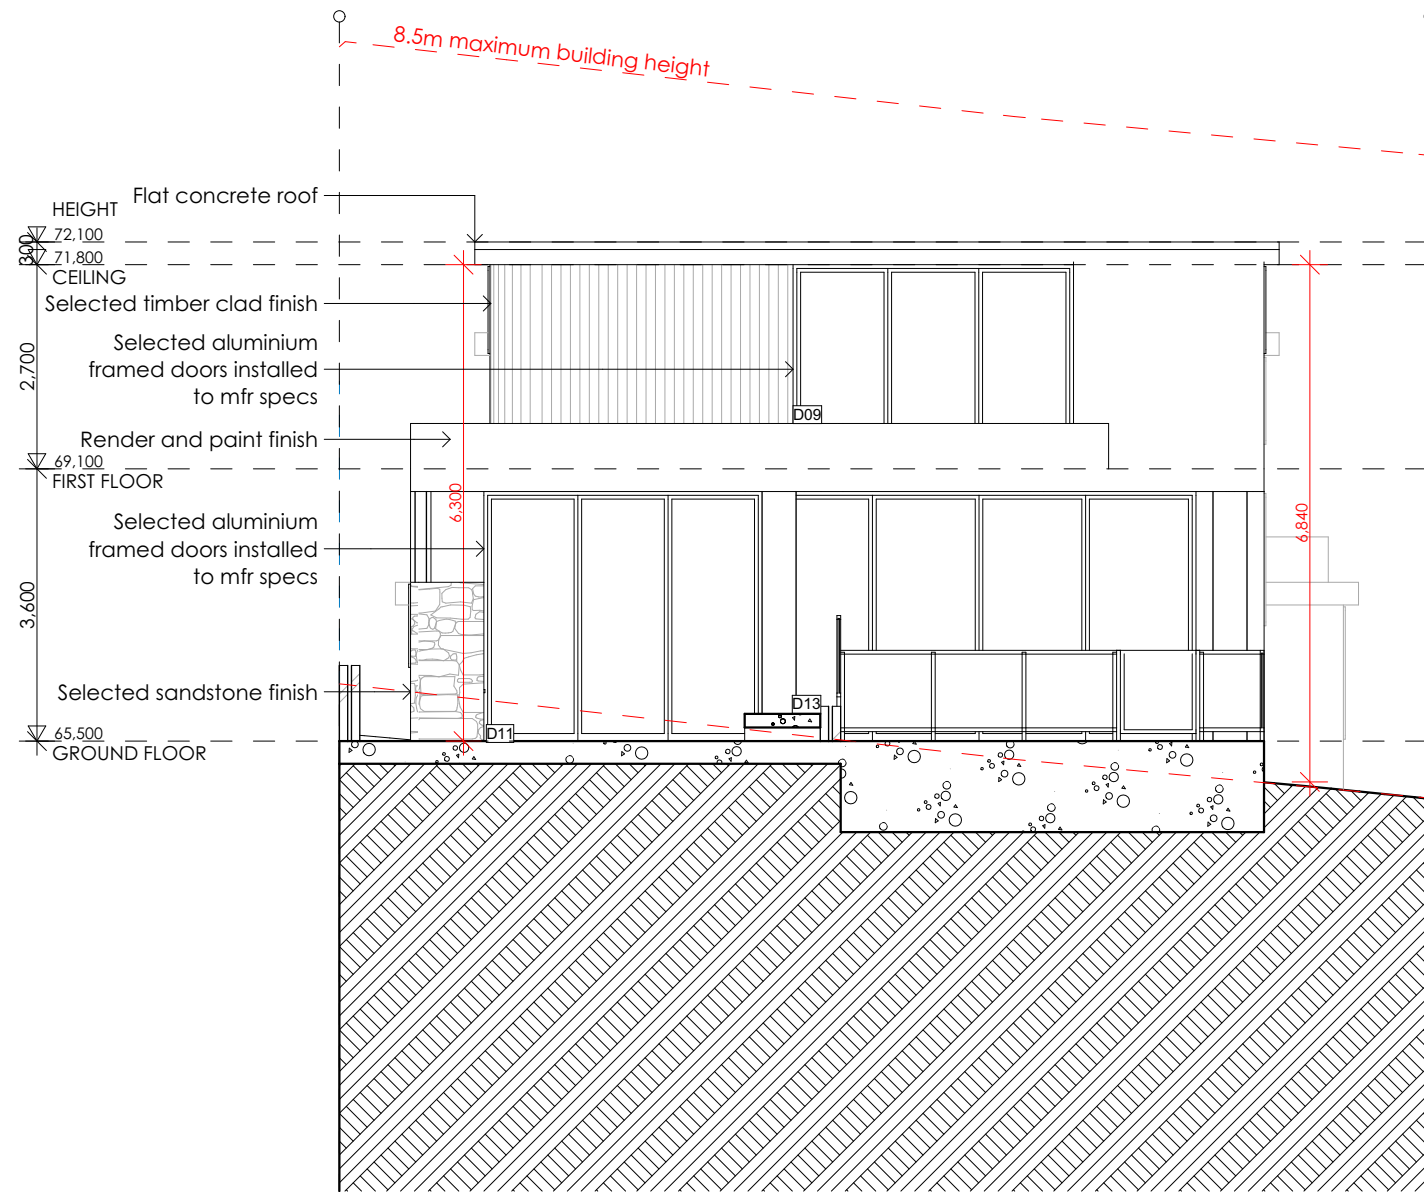 8.5m maximum building height
Flat concrete roof
HEIGHT
72,100
300
71,800
CEILING
Selected timber clad finish
Selected aluminium
framed doors installed
to mfr specs
2,700
D09
Render and paint finish
69,100
FIRST FLOOR
6,300
6,840
Selected aluminium
framed doors installed
to mfr specs
3,600
Selected sandstone finish
D13
D11
65,500
GROUND FLOOR